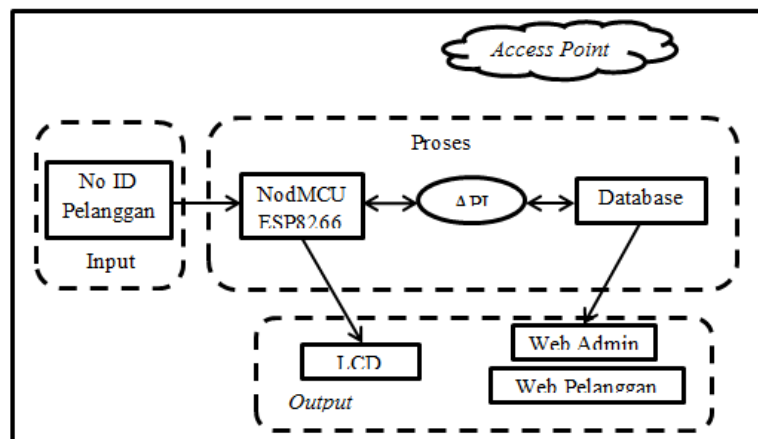 Access Point
Proses
No ID
Pelanggan
Input
NodMCU
ESP8266
API
Database
LCD
Output
Web Admin
Web Pelanggan